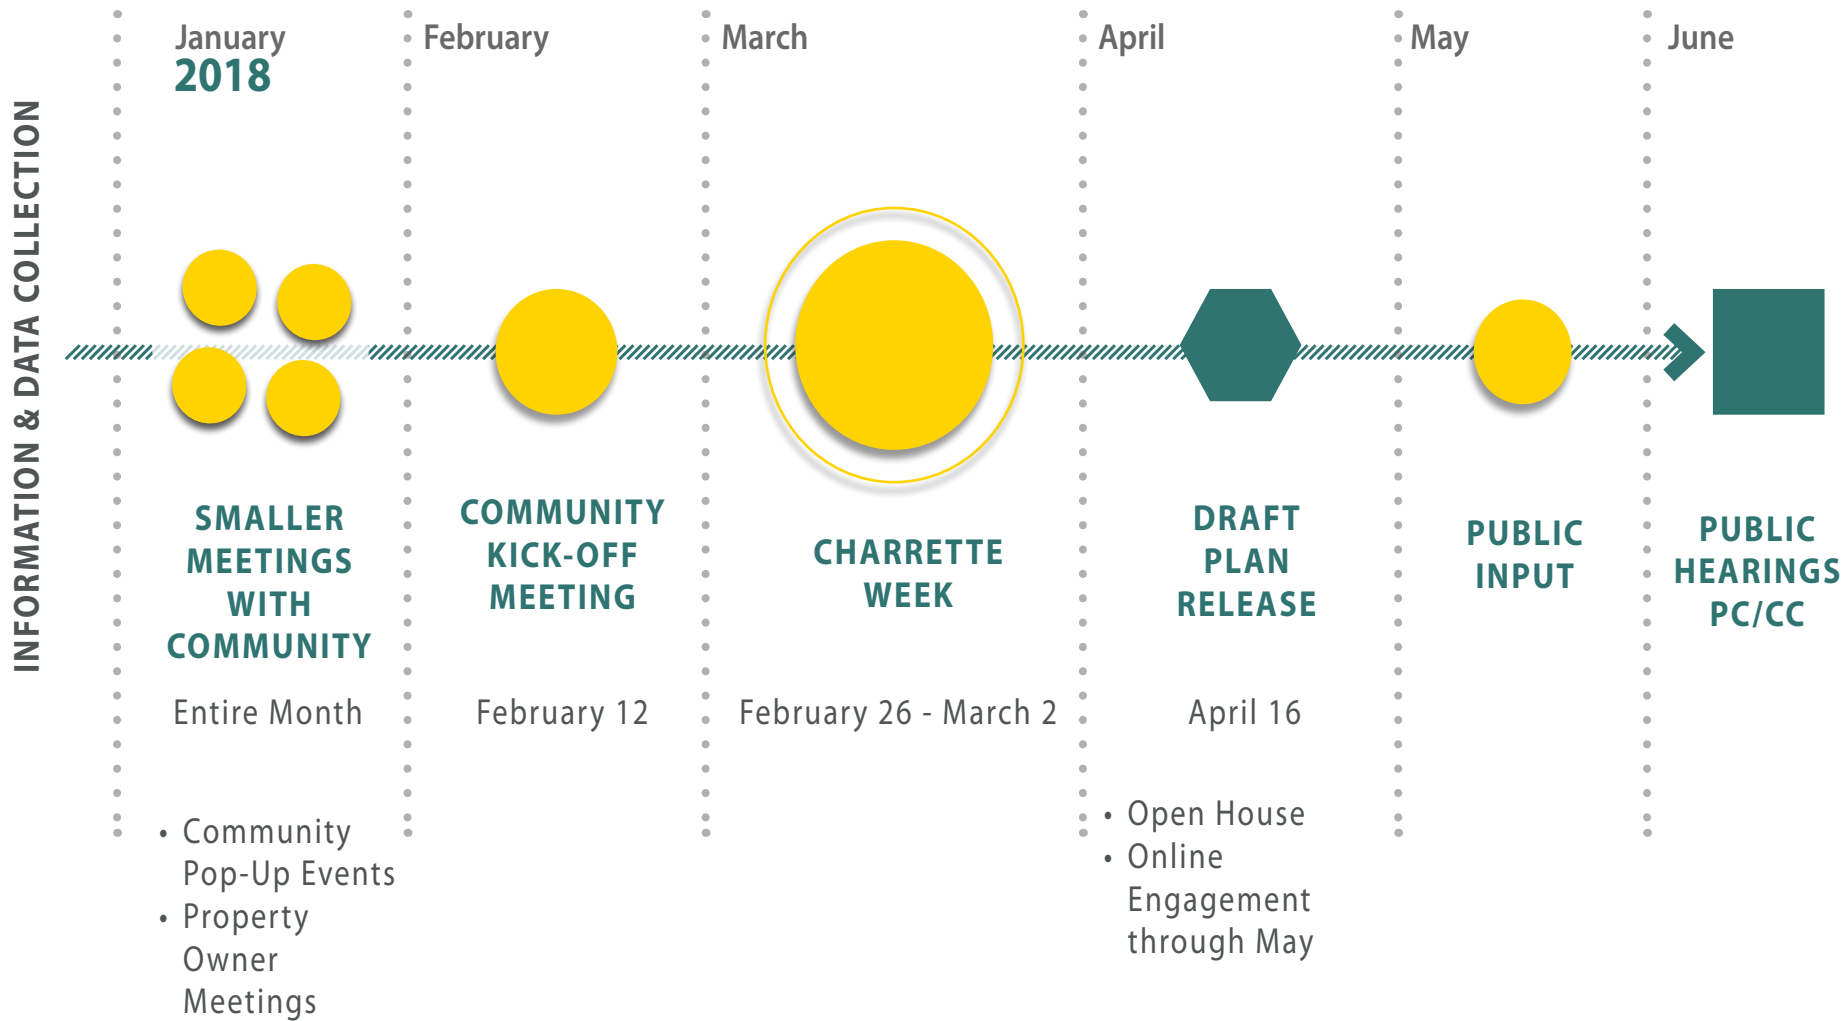 INFORMATION & DATA COLLECTION
January
2018
February
March
April
May
June
SMALLER
MEETINGS
WITH
COMMUNITY
Entire Month
• Community
Pop-Up Events
• Property
Owner
Meetings
COMMUNITY
KICK-OFF
MEETING
February 12
CHARRETTE
WEEK
February 26 - March 2
DRAFT
PLAN
RELEASE
April 16
• Open House
• Online
Engagement
through May
PUBLIC
INPUT
PUBLIC
HEARINGS
PC/CC